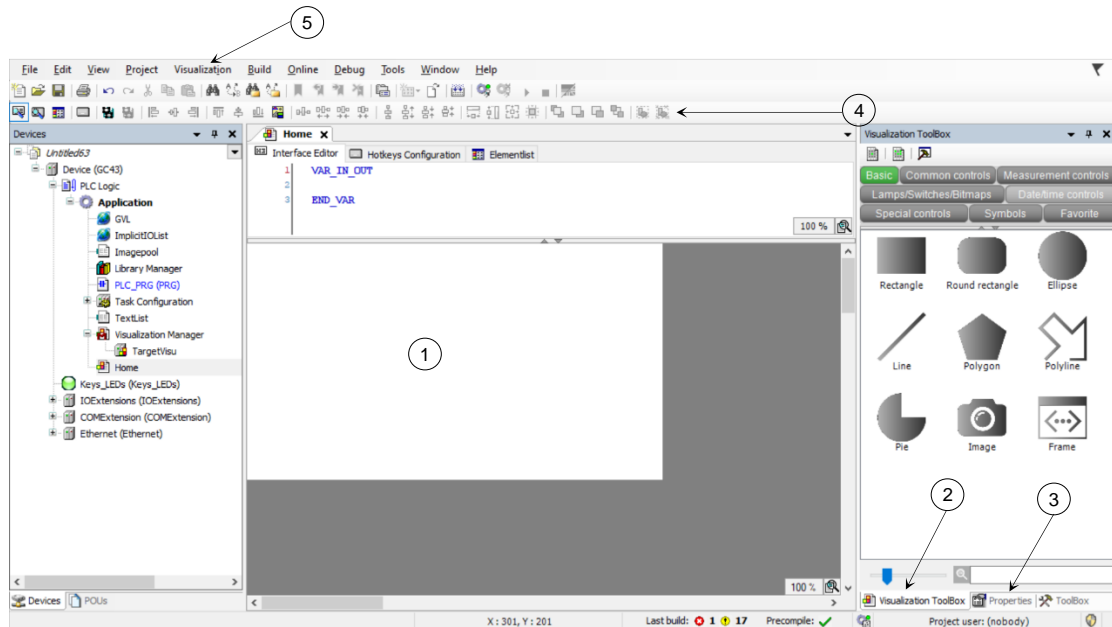 5
File Edit View Project Visualization Build Online Debug Tools Window Help
4
Devices
Untitled63
Device (GC43)
PLC Logic
Application
GVL
ImplicitIOList
Imagepool
Library Manager
PLC_PRG (PRG)
Task Configuration
TextList
Visualization Manager
TargetVisu
Home
Keys_LEDs (Keys_LEDs)
IOExtensions (IOExtensions)
COMExtension (COMExtension)
Ethernet (Ethernet)
Devices POUs
Home X
Interface Editor Hotkeys Configuration Elementlist
1 VAR_IN_OUT
2
3 END_VAR
100 %
1
100 %
Visualization ToolBox
Basic Common controls Measurement controls
Lamps/Switches/Bitmaps Date/time controls
Special controls Symbols Favorite
Rectangle Round rectangle Ellipse
Line Polygon Polyline
Pie Image Frame
2 3
Visualization ToolBox Properties ToolBox
X : 301, Y : 201 Last build: 1 17 Precompile: Project user: (nobody)